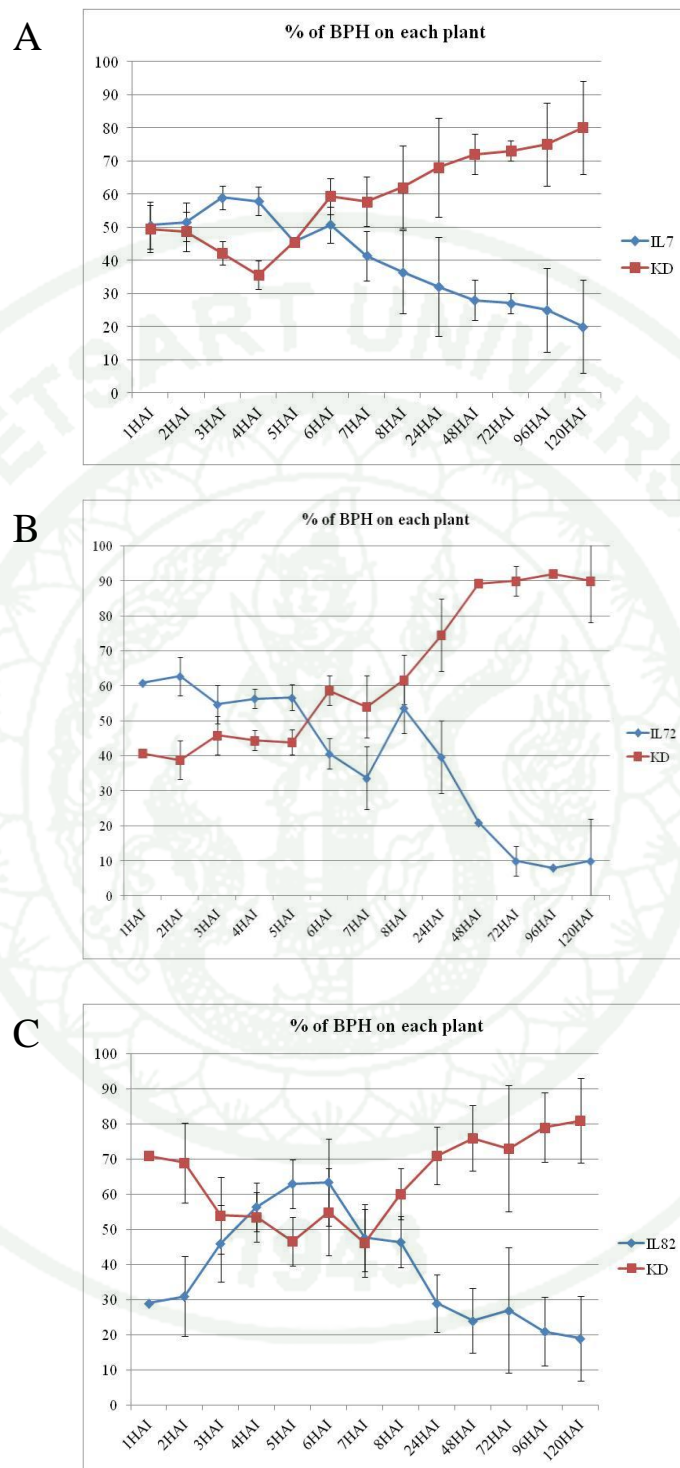 A
% of BPH on each plant
100
90
80
70
60
50
40
30
20
10
0
IL7
KD
1HAI 2HAI 3HAI 4HAI 5HAI 6HAI 7HAI 8HAI 24HAI 48HAI 72HAI 96HAI 120HAI
B
% of BPH on each plant
100
90
80
70
60
50
40
30
20
10
0
IL72
KD
1HAI 2HAI 3HAI 4HAI 5HAI 6HAI 7HAI 8HAI 24HAI 48HAI 72HAI 96HAI 120HAI
C
% of BPH on each plant
100
90
80
70
60
50
40
30
20
10
0
IL82
KD
1HAI 2HAI 3HAI 4HAI 5HAI 6HAI 7HAI 8HAI 24HAI 48HAI 72HAI 96HAI 120HAI
1943